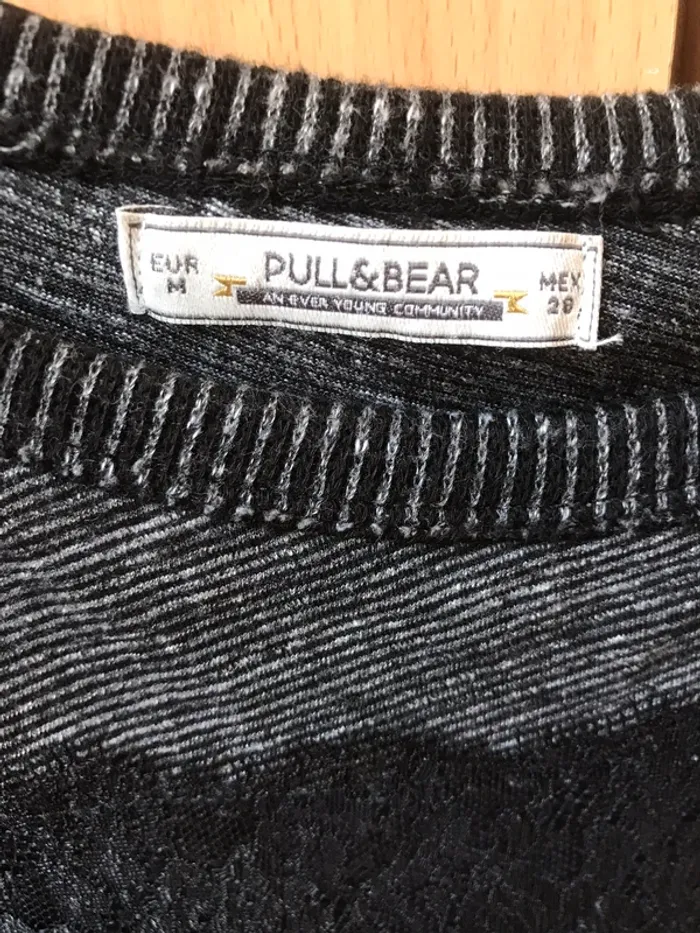 EUR
M
PULL&BEAR
AN EVER YOUNG COMMUNITY
MEX
28